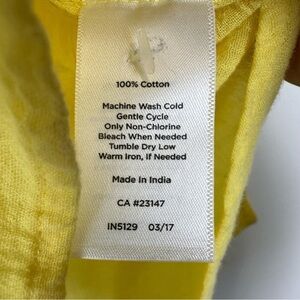 100% Cotton
Machine Wash Cold
Gentle Cycle
Only Non-Chlorine
Bleach When Needed
Tumble Dry Low
Warm Iron, If Needed
Made In India
CA #23147
IN5129 03/17